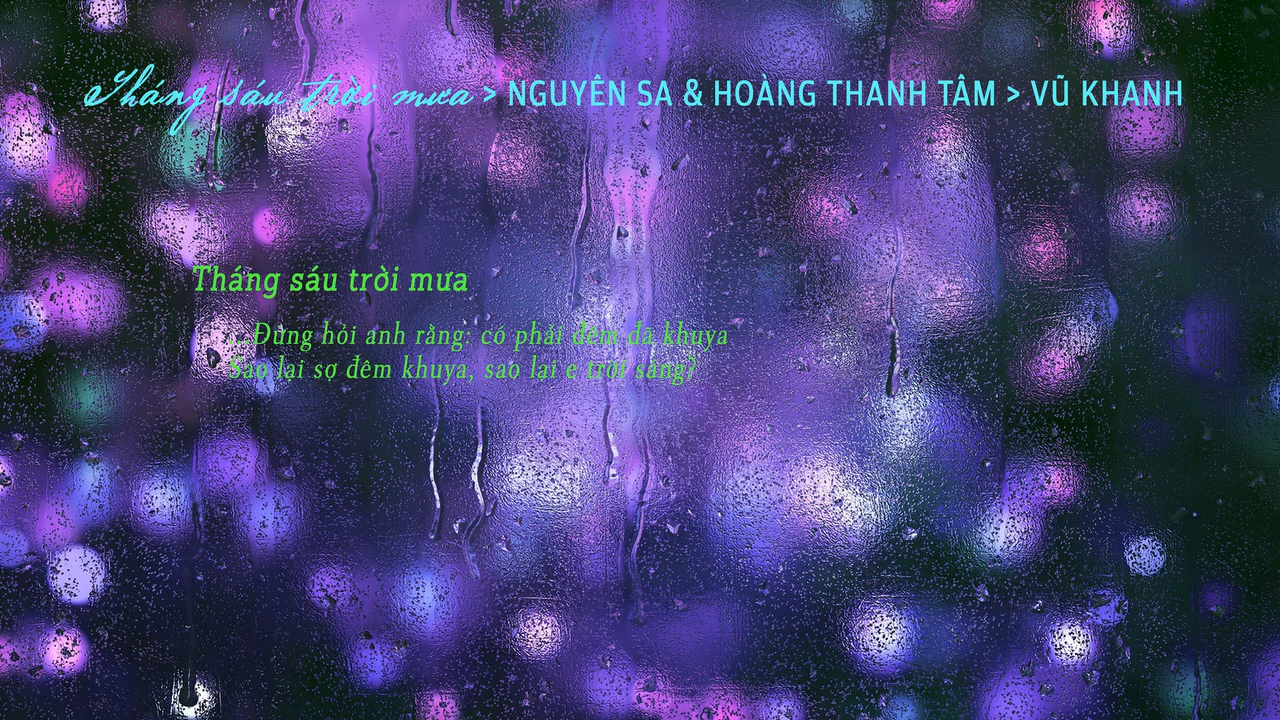 Tháng sáu trời mưa > NGUYÊN SA & HOÀNG THANH TÂM > VŨ KHANH
Tháng sáu trời mưa
...Đừng hỏi anh rằng: có phải đêm đã khuya
Sao lại sợ đêm khuya, sao lại e trời sáng?